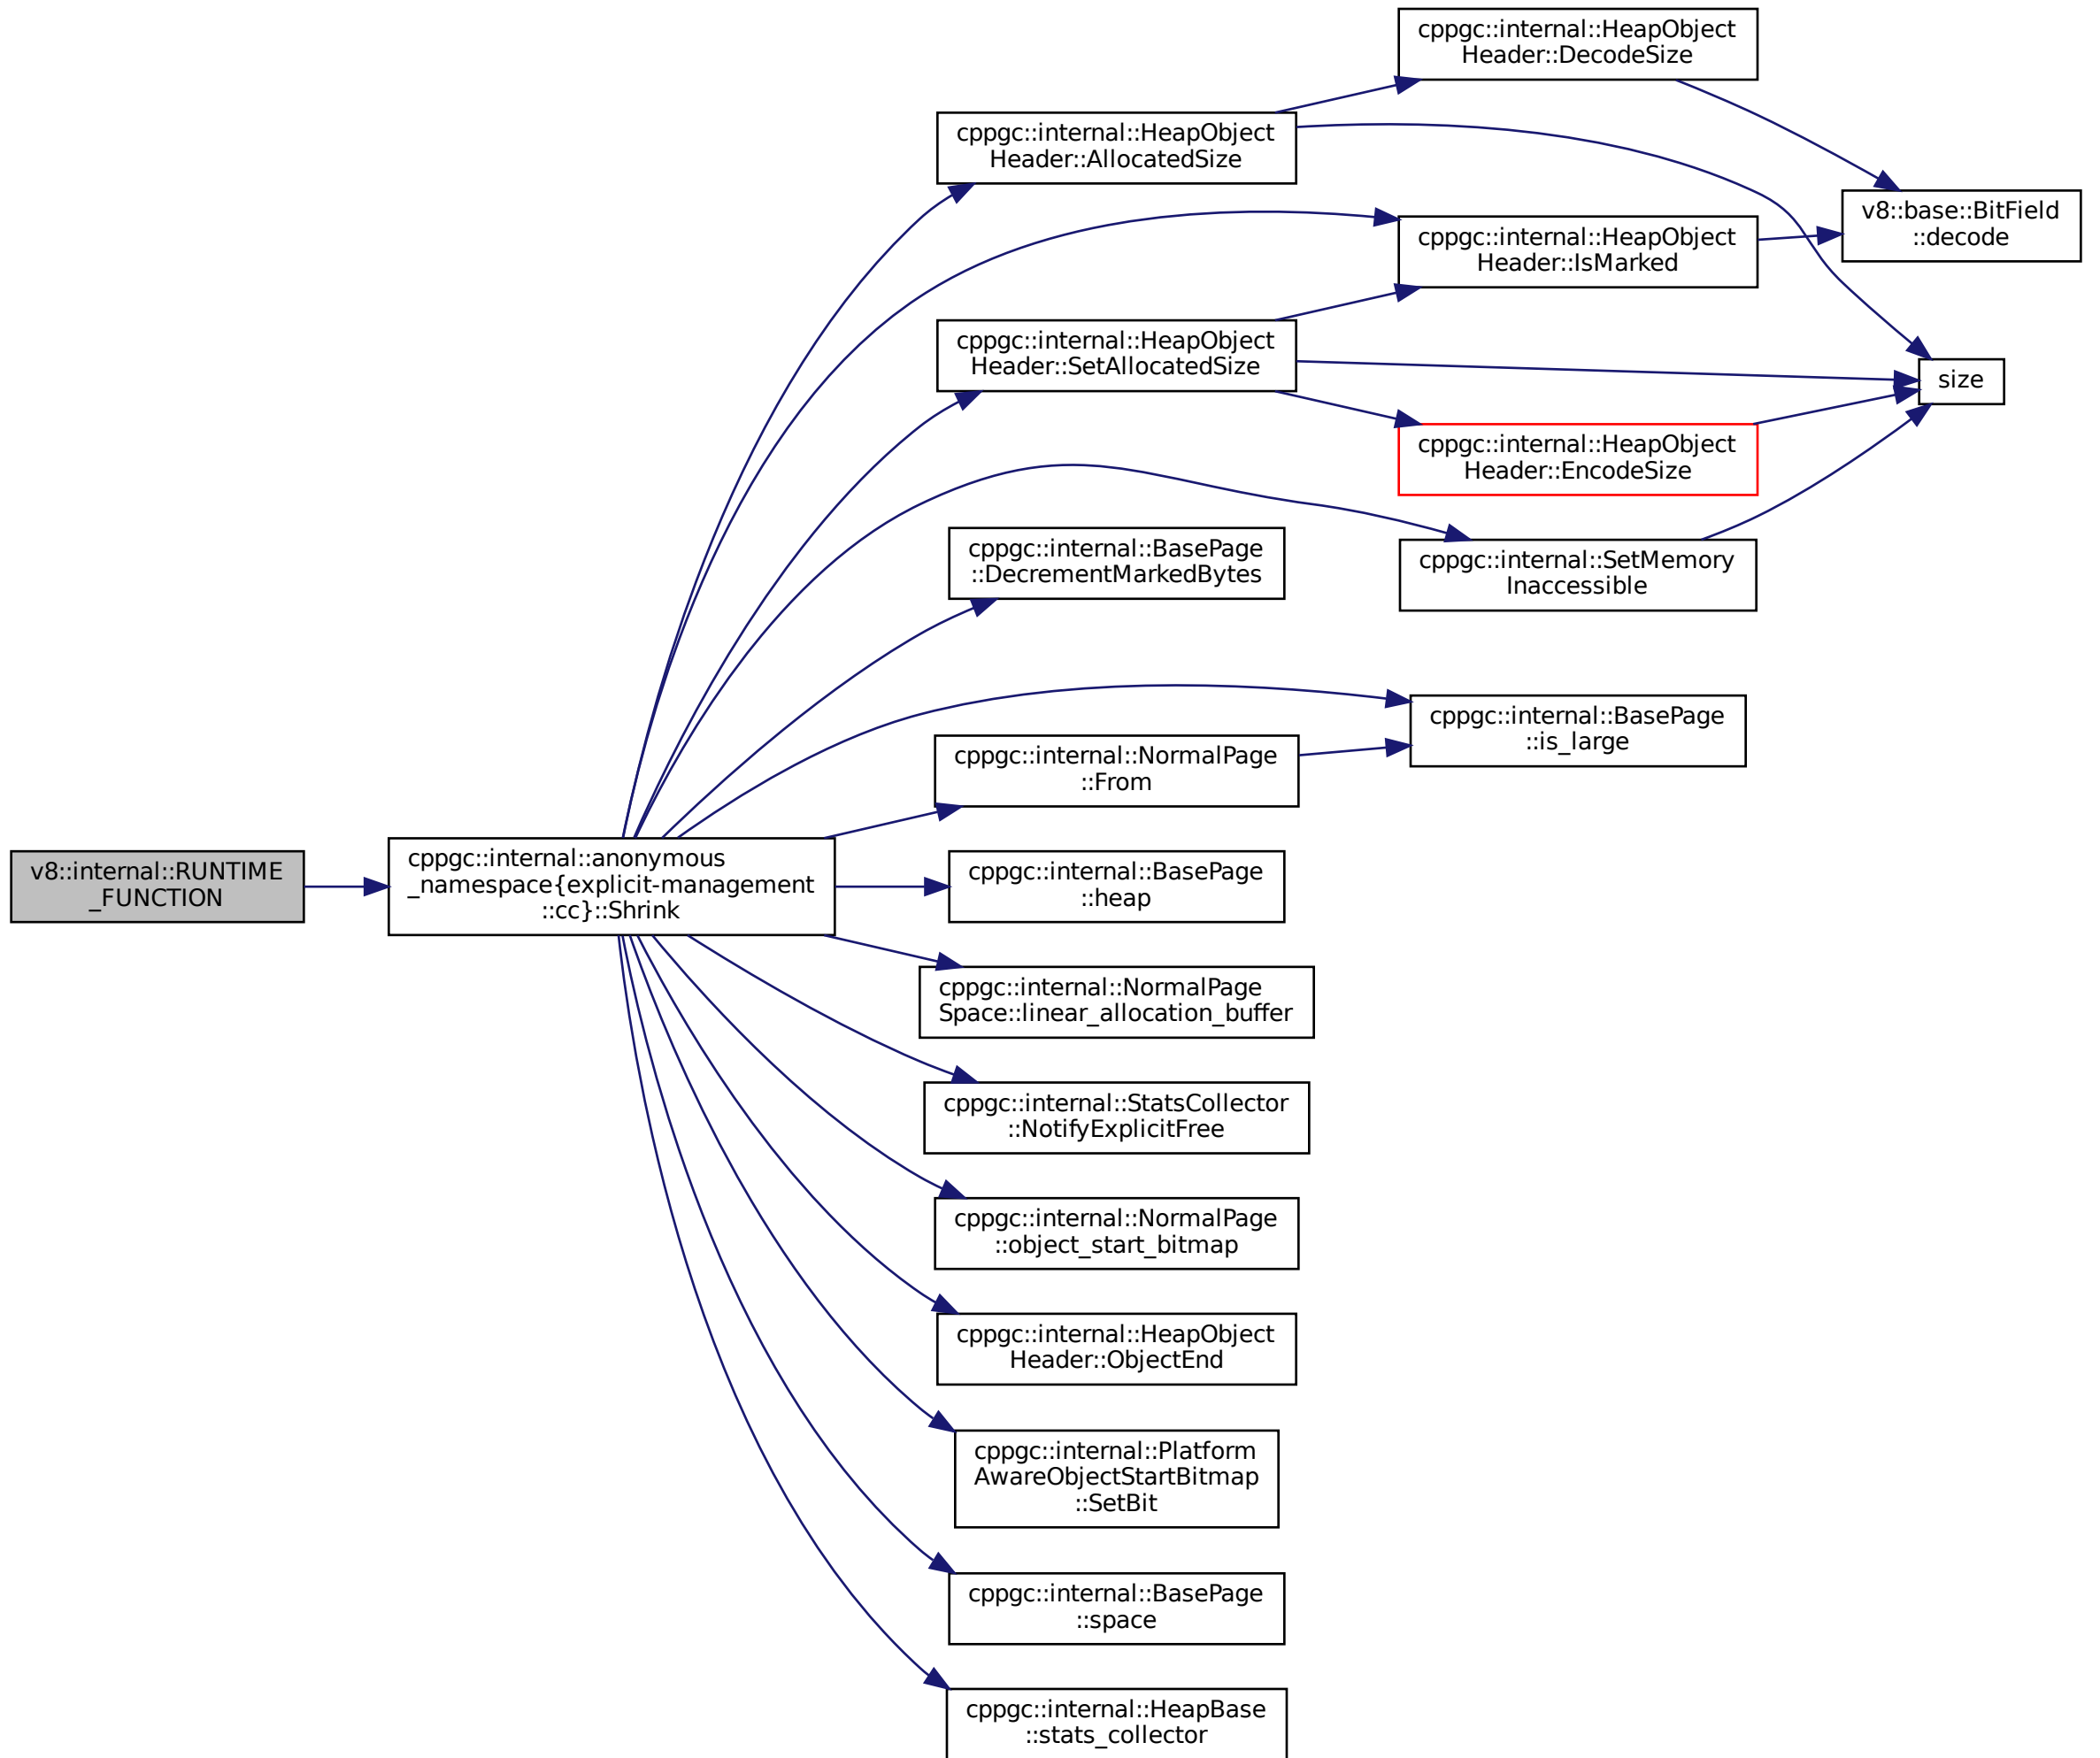 v8::internal::RUNTIME
_FUNCTION
cppgc::internal::anonymous
_namespace{explicit-management
::cc}::Shrink
cppgc::internal::HeapObject
Header::AllocatedSize
cppgc::internal::HeapObject
Header::SetAllocatedSize
cppgc::internal::BasePage
::DecrementMarkedBytes
cppgc::internal::NormalPage
::From
cppgc::internal::BasePage
::heap
cppgc::internal::NormalPage
Space::linear_allocation_buffer
cppgc::internal::StatsCollector
::NotifyExplicitFree
cppgc::internal::NormalPage
::object_start_bitmap
cppgc::internal::HeapObject
Header::ObjectEnd
cppgc::internal::Platform
AwareObjectStartBitmap
::SetBit
cppgc::internal::BasePage
::space
cppgc::internal::HeapBase
::stats_collector
cppgc::internal::HeapObject
Header::DecodeSize
cppgc::internal::HeapObject
Header::IsMarked
cppgc::internal::HeapObject
Header::EncodeSize
cppgc::internal::SetMemory
Inaccessible
cppgc::internal::BasePage
::is_large
v8::base::BitField
::decode
size